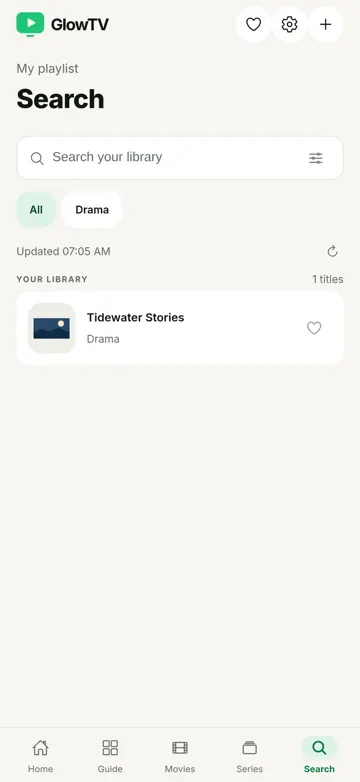 GlowTV
My playlist
Search
Search your library
All
Drama
Updated 07:05 AM
YOUR LIBRARY
1 titles
Tidewater Stories
Drama
Home
Guide
Movies
Series
Search